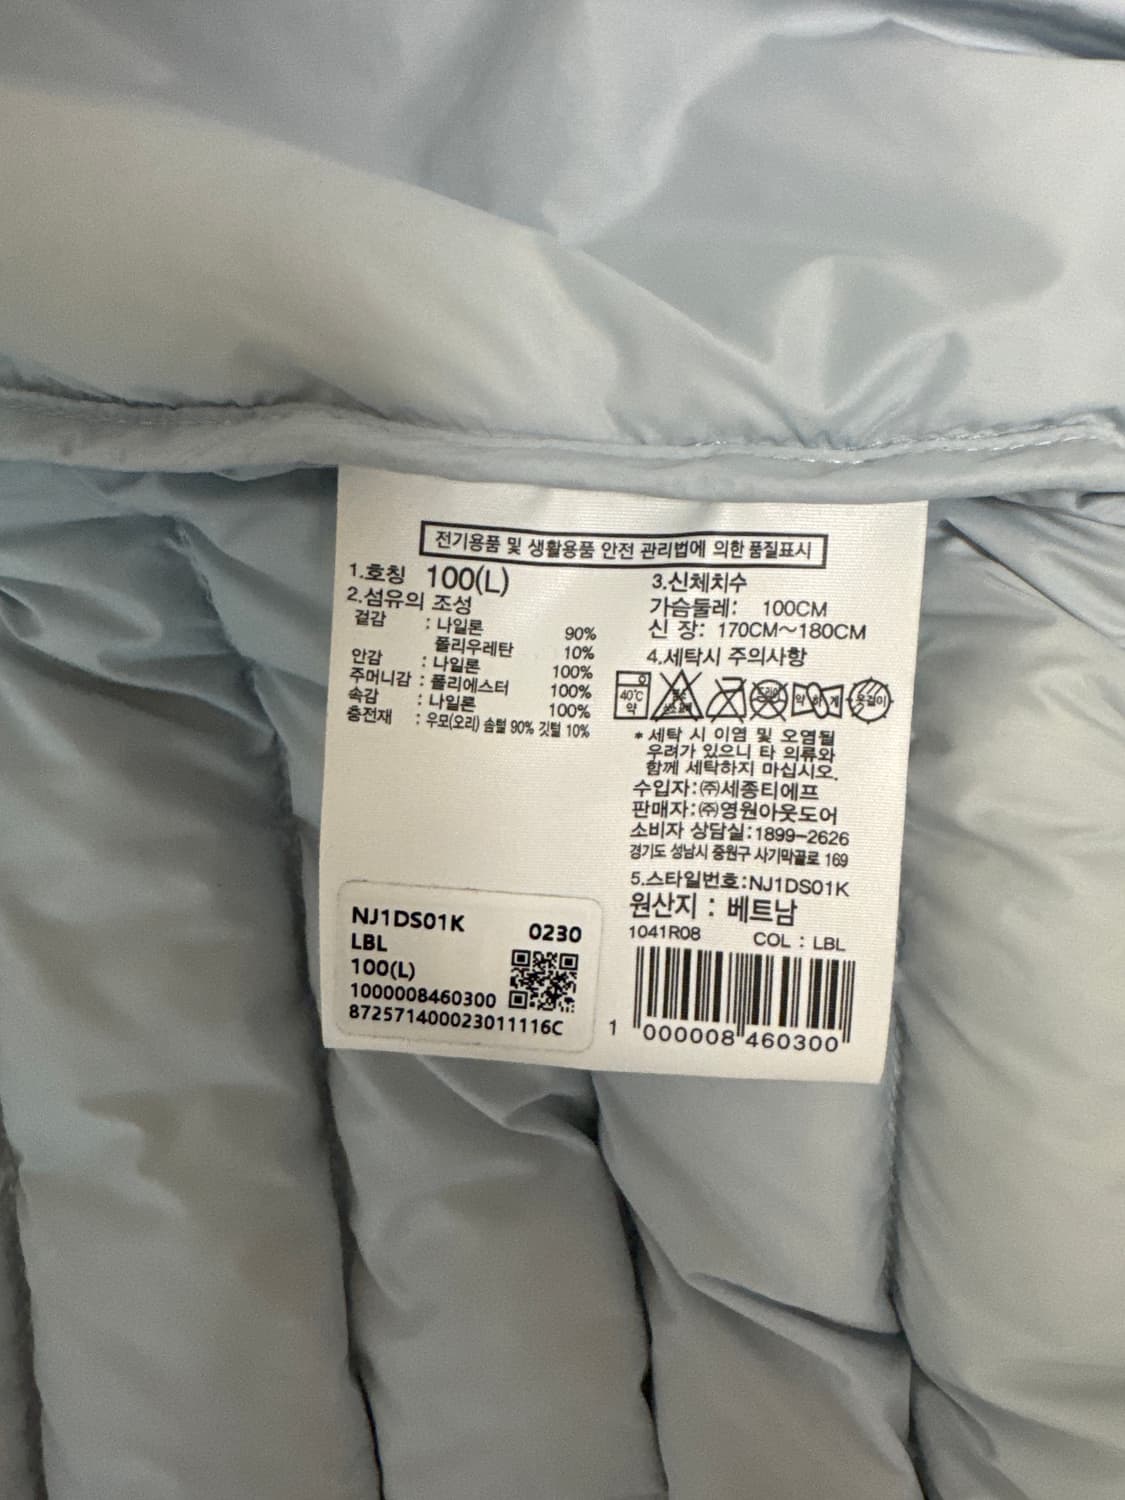 전기용품 및 생활용품 안전 관리법에 의한 품질표시
1.호칭 100(L)
2.섬유의 조성
겉감 : 나일론 90%
폴리우레탄 10%
안감 : 나일론 100%
주머니감 : 폴리에스터 100%
속감 : 나일론 100%
충전재 : 우모(오리) 솜털 90% 깃털 10%
3.신체치수
가슴둘레: 100CM
신 장: 170CM~180CM
4.세탁시 주의사항
40℃
약
드라이
약하게
옷걸이
* 세탁 시 이염 및 오염될
우려가 있으니 타 의류와
함께 세탁하지 마십시오.
수입자:㈜세종티에프
판매자:㈜영원아웃도어
소비자 상담실:1899-2626
경기도 성남시 중원구 사기막골로 169
5.스타일번호:NJ1DS01K
원산지 : 베트남
1041R08 COL : LBL
1 000008 460300
NJ1DS01K 0230
LBL
100(L)
1000008460300
872571400023011116C